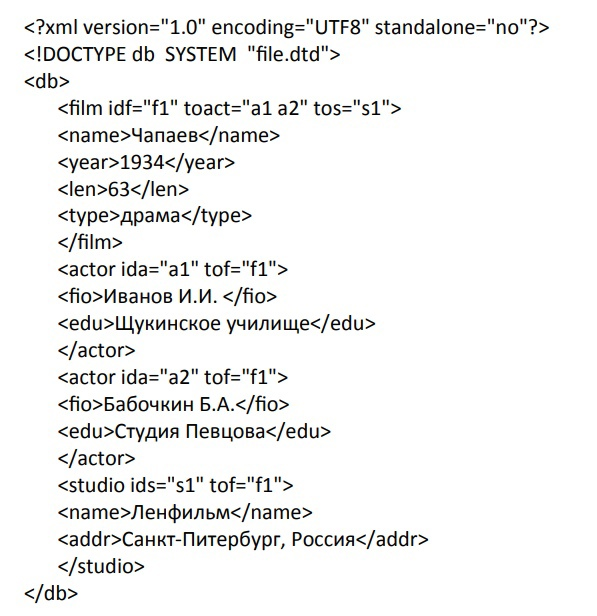 <?xml version="1.0" encoding="UTF8" standalone="no"?>
<!DOCTYPE db  SYSTEM  "file.dtd">
<db>
<film idf="f1" toact="a1 a2" tos="s1">
<name>Чапаев</name>
<year>1934</year>
<len>63</len>
<type>драма</type>
</film>
<actor ida="a1" tof="f1">
<fio>Иванов И.И. </fio>
<edu>Щукинское училище</edu>
</actor>
<actor ida="a2" tof="f1">
<fio>Бабочкин Б.А.</fio>
<edu>Студия Певцова</edu>
</actor>
<studio ids="s1" tof="f1">
<name>Ленфильм</name>
<addr>Санкт-Питербург, Россия</addr>
</studio>
</db>